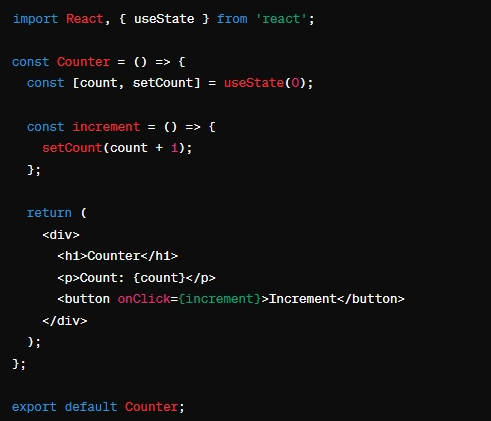 import React, { useState } from 'react';

const Counter = () => {
  const [count, setCount] = useState(0);

  const increment = () => {
    setCount(count + 1);
  };

  return (
    <div>
      <h1>Counter</h1>
      <p>Count: {count}</p>
      <button onClick={increment}>Increment</button>
    </div>
  );
};

export default Counter;